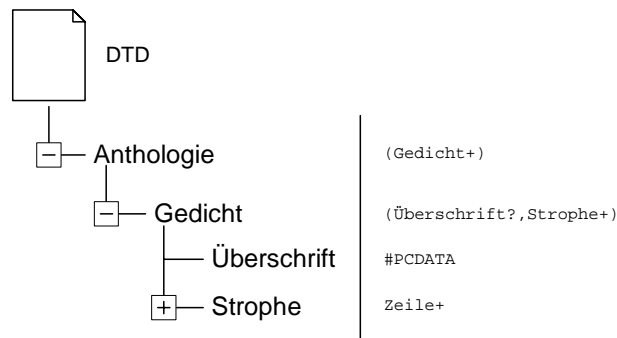 DTD
Anthologie (Gedicht+)
Gedicht (Überschrift?,Strophe+)
Überschrift #PCDATA
Strophe Zeile+